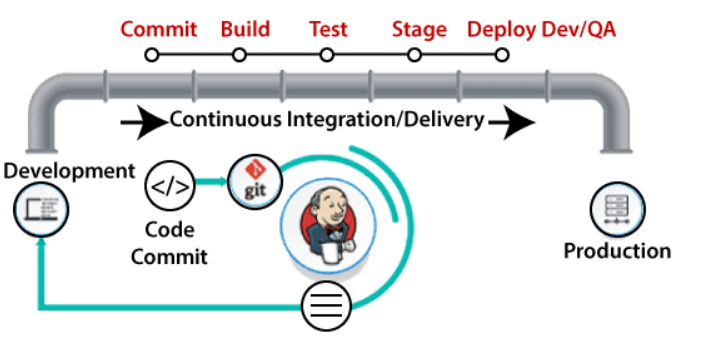 Commit Build Test Stage Deploy Dev/QA
Continuous Integration/Delivery
Development
</>
git
Code
Commit
Production